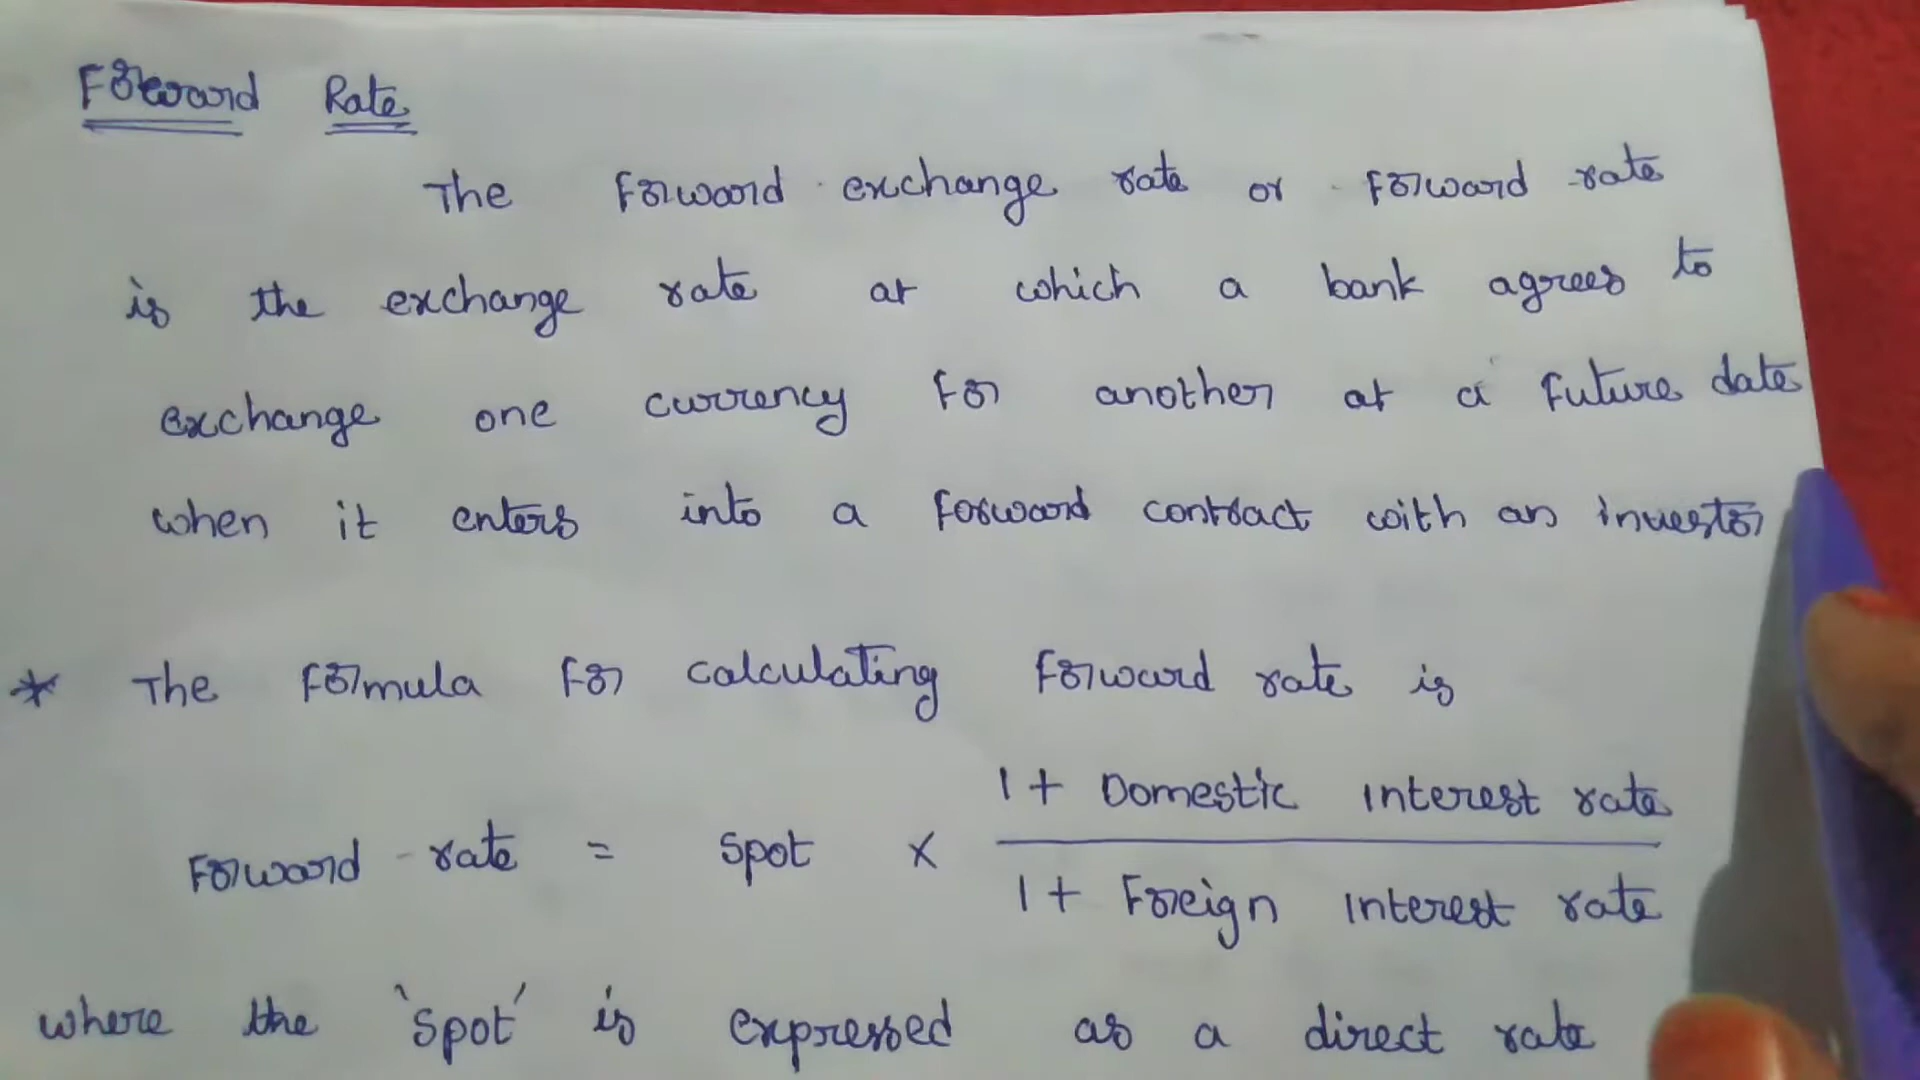 Forward Rate
The Forward exchange rate or Forward rate
is the exchange rate at which a bank agrees to
exchange one currency For another at a Future date
when it enters into a Forward contract with an investor
* The Formula For calculating Forward rate is
Forward rate = spot × 1 + Domestic interest rate
1 + Foreign interest rate
where the 'spot' is expressed as a direct rate